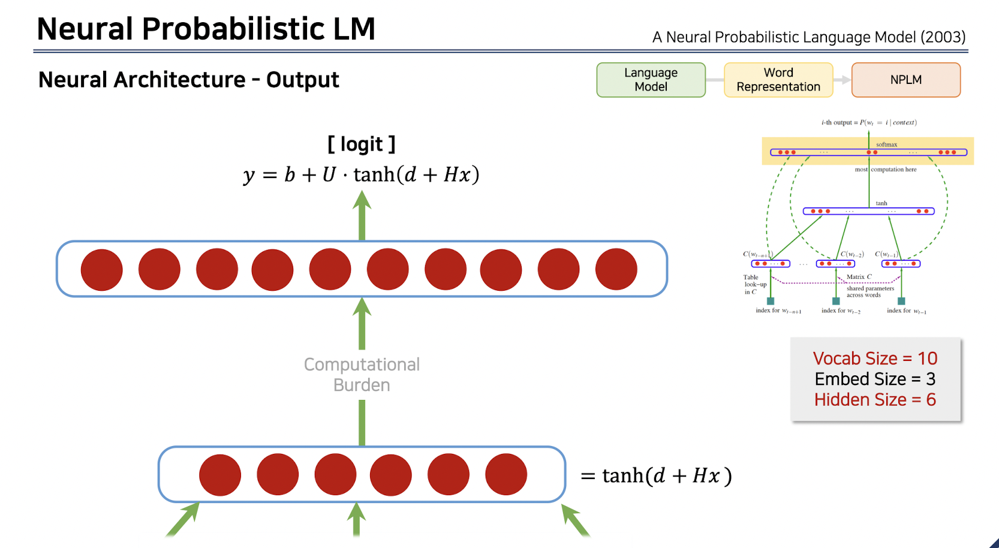 Neural Probabilistic LM
A Neural Probabilistic Language Model (2003)
Neural Architecture - Output
Language
Model
Word
Representation
NPLM
[ logit ]
y = b + U · tanh(d + Hx)
Computational
Burden
= tanh(d + Hx )
i-th output = P(w_t = i | context)
softmax
. . .
. . .
most computation here
tanh
. . .
. . .
C(w_{t−n+1})
C(w_{t−2})
C(w_{t−1})
. . .
. . .
. . .
. . .
Table
look−up
in C
Matrix C
shared parameters
across words
index for w_{t−n+1}
index for w_{t−2}
index for w_{t−1}
Vocab Size = 10
Embed Size = 3
Hidden Size = 6